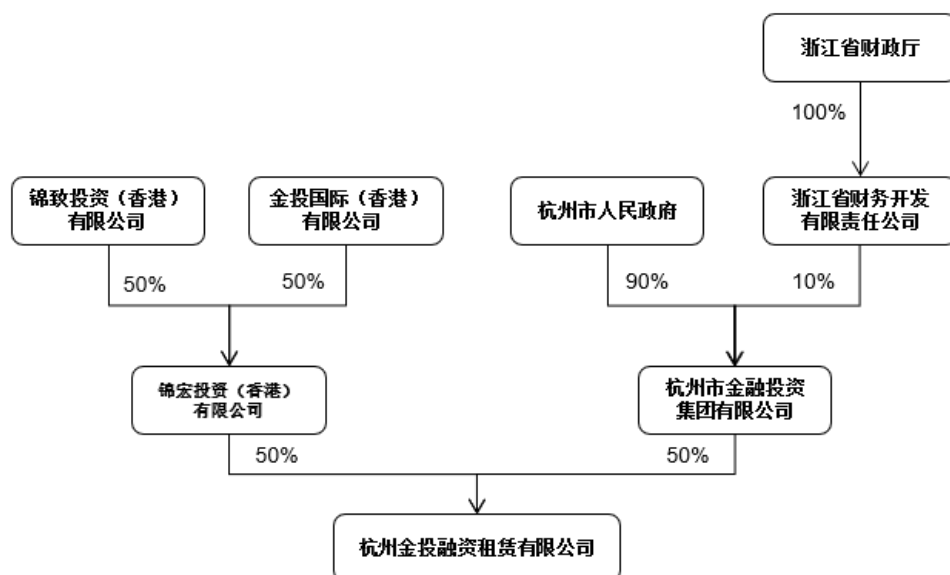 浙江省财政厅
100%
锦致投资（香港）
有限公司
金投国际（香港）
有限公司
杭州市人民政府
浙江省财务开发
有限责任公司
50%
50%
90%
10%
锦宏投资（香港）
有限公司
杭州市金融投资
集团有限公司
50%
50%
杭州金投融资租赁有限公司